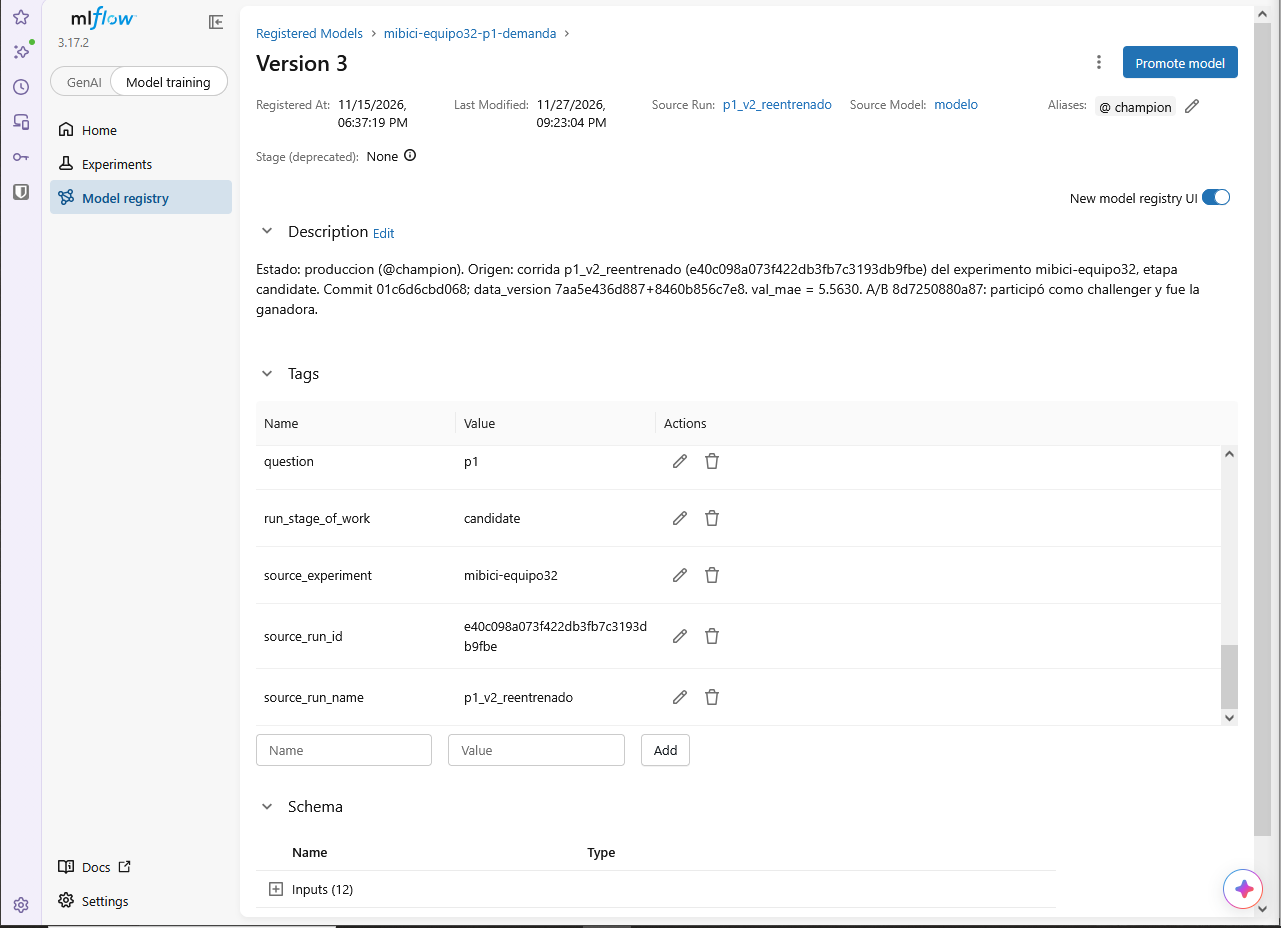 mlflow
3.17.2
GenAI
Model training
Home
Experiments
Model registry
Docs
Settings
Registered Models > mibici-equipo32-p1-demanda >
Version 3
Promote model
Registered At: 11/15/2026, 06:37:19 PM
Last Modified: 11/27/2026, 09:23:04 PM
Source Run: p1_v2_reentrenado
Source Model: modelo
Aliases: @ champion
Stage (deprecated): None
New model registry UI
Description Edit
Estado: produccion (@champion). Origen: corrida p1_v2_reentrenado (e40c098a073f422db3fb7c3193db9fbe) del experimento mibici-equipo32, etapa
candidate. Commit 01c6d6cbd068; data_version 7aa5e436d887+8460b856c7e8. val_mae = 5.5630. A/B 8d7250880a87: participó como challenger y fue la
ganadora.
Tags
Name Value Actions
question p1
run_stage_of_work candidate
source_experiment mibici-equipo32
source_run_id e40c098a073f422db3fb7c3193d
b9fbe
source_run_name p1_v2_reentrenado
Name Value Add
Schema
Name Type
Inputs (12)